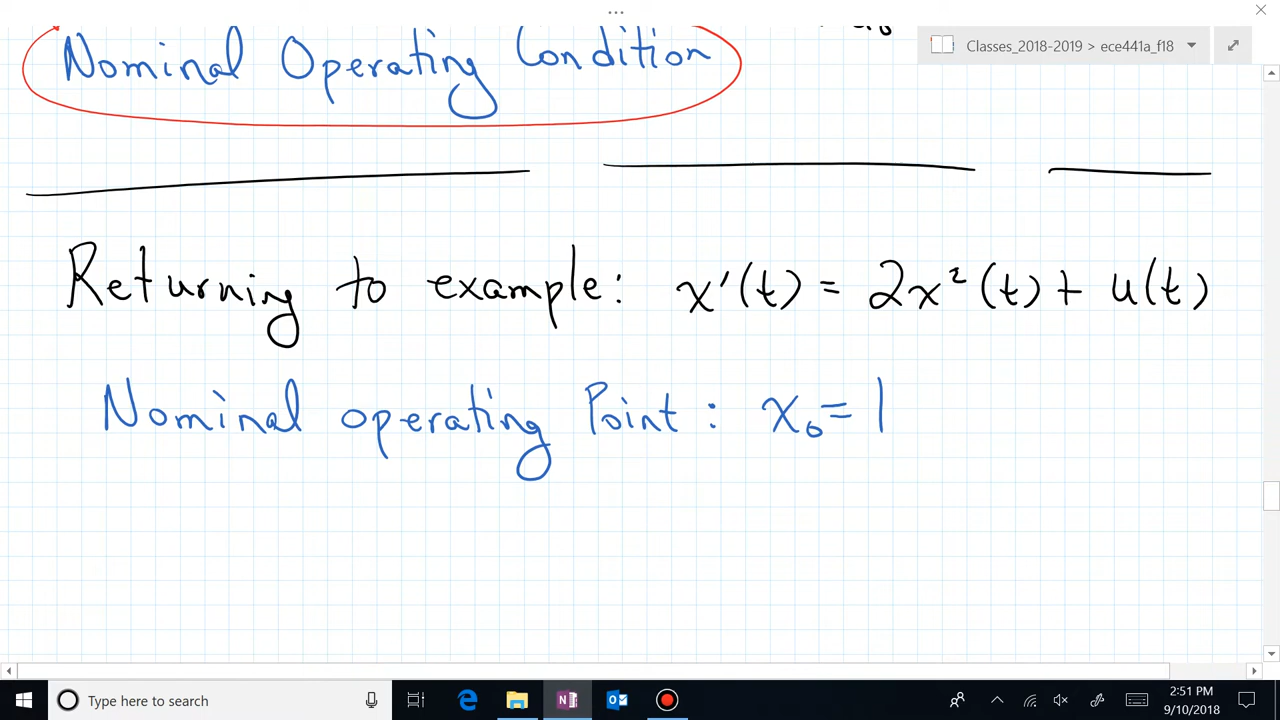 Classes_2018-2019 > ece441a_f18
Nominal Operating Condition
Returning to example: x'(t) = 2x²(t) + u(t)
Nominal operating Point: x₀ = 1
Type here to search
2:51 PM
9/10/2018